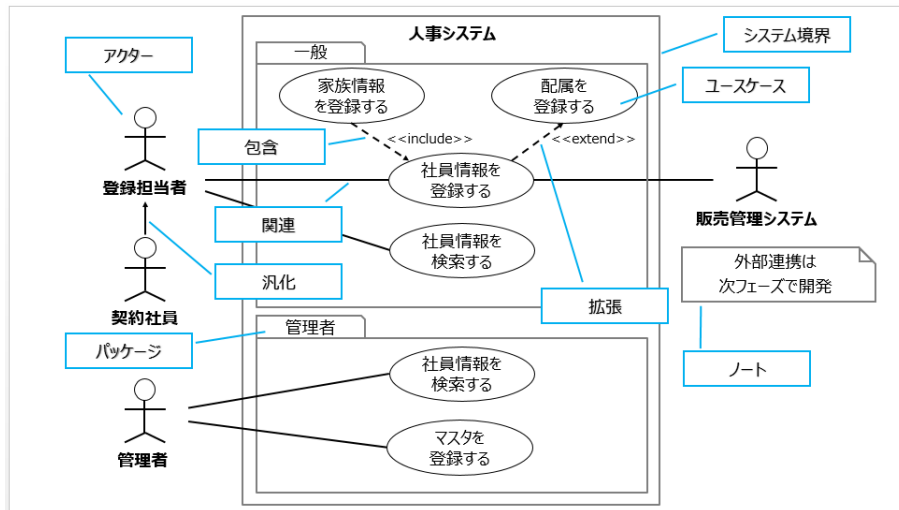 人事システム
システム境界
アクター
一般
家族情報
を登録する
配属を
登録する
ユースケース
<<include>>
<<extend>>
包含
社員情報を
登録する
登録担当者
販売管理システム
関連
社員情報を
検索する
外部連携は
次フェーズで開発
汎化
拡張
契約社員
管理者
パッケージ
社員情報を
検索する
ノート
マスタを
登録する
管理者